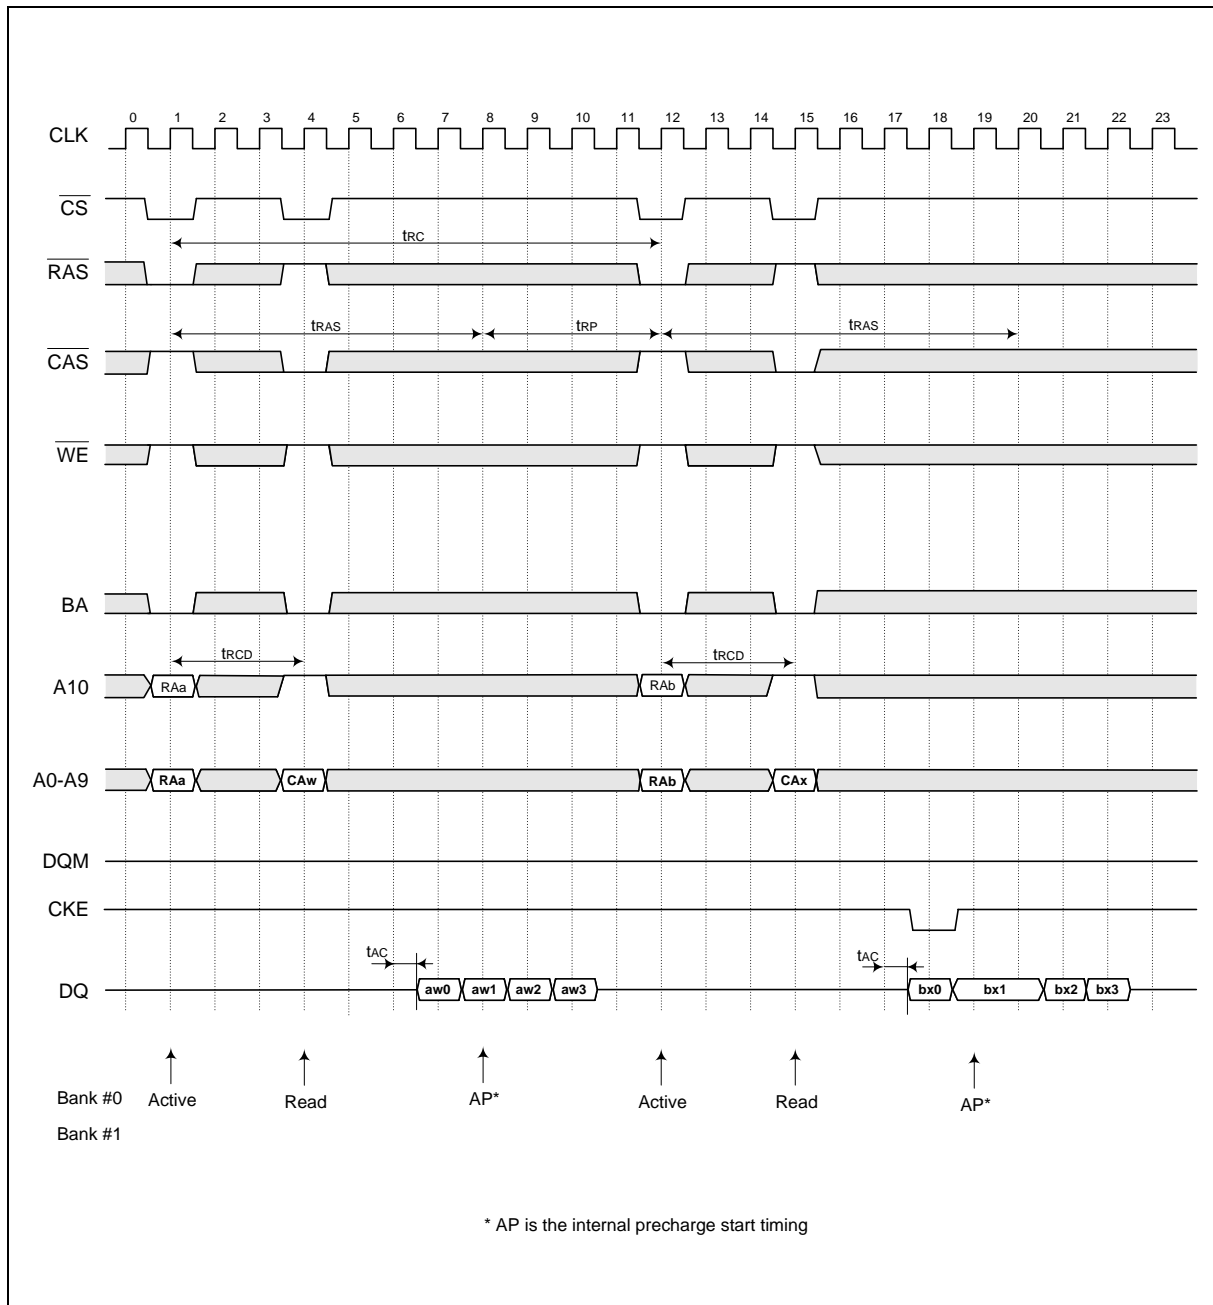 0 1 2 3 4 5 6 7 8 9 10 11 12 13 14 15 16 17 18 19 20 21 22 23
CLK
CS
tRC
RAS
tRAS tRP tRAS
CAS
WE
BA
tRCD tRCD
A10 RAa RAb
A0-A9 RAa CAw RAb CAx
DQM
CKE
tAC tAC
DQ aw0 aw1 aw2 aw3 bx0 bx1 bx2 bx3
Bank #0 Active Read AP* Active Read AP*
Bank #1
* AP is the internal precharge start timing